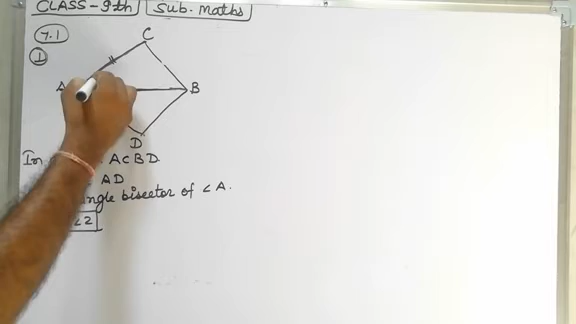 CLASS-9th Sub. Maths
7.1
1
C
A B
D
In ACBD
AD
angle bisector of ∠A.
∠2